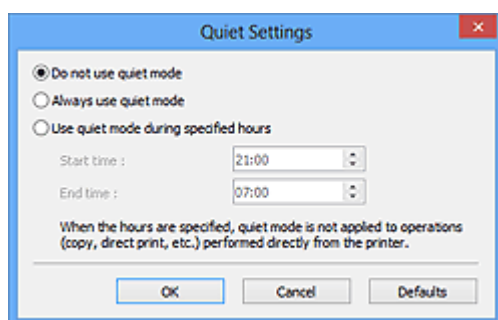 Quiet Settings
Do not use quiet mode
Always use quiet mode
Use quiet mode during specified hours
Start time : 21:00
End time : 07:00
When the hours are specified, quiet mode is not applied to operations
(copy, direct print, etc.) performed directly from the printer.
OK Cancel Defaults